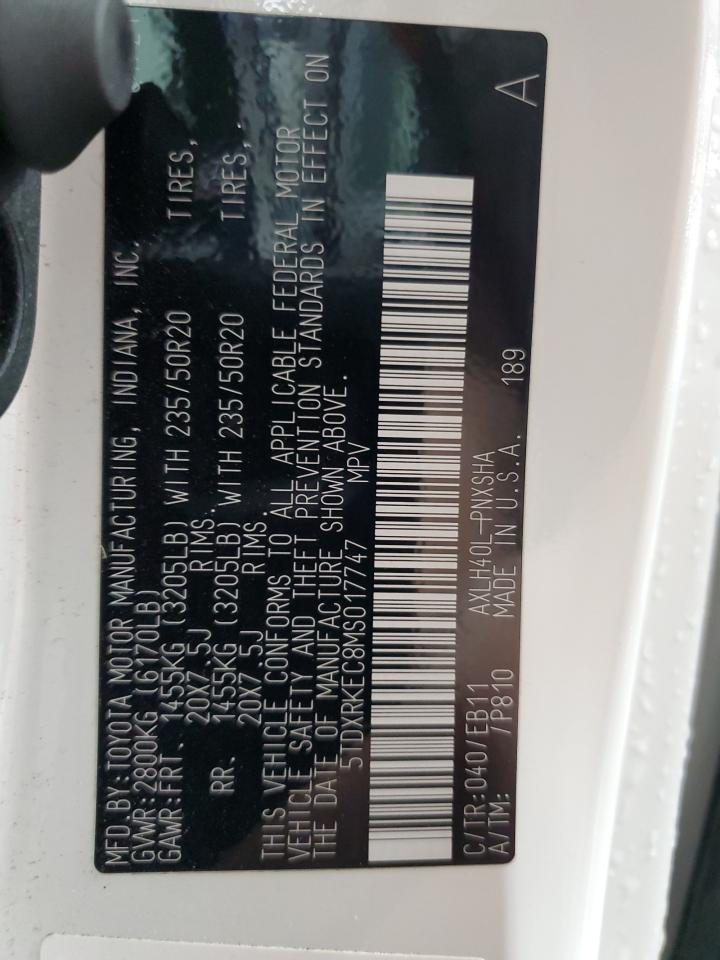 MFD.BY:TOYOTA MOTOR MANUFACTURING, INDIANA, INC.
GVWR:2800KG (6170LB)
GAWR:FRT. 1455KG (3205LB) WITH 235/50R20 TIRES,
20X7.5J RIMS.
RR. 1455KG (3205LB) WITH 235/50R20 TIRES,
20X7.5J RIMS.
THIS VEHICLE CONFORMS TO ALL APPLICABLE FEDERAL MOTOR
VEHICLE SAFETY AND THEFT PREVENTION STANDARDS IN EFFECT ON
THE DATE OF MANUFACTURE SHOWN ABOVE.
5TDXRKEC8MS017747 MPV
C/TR:040/EB11 AXLH40L-PNXSHA A
A/TM: /P810 MADE IN U.S.A. 189